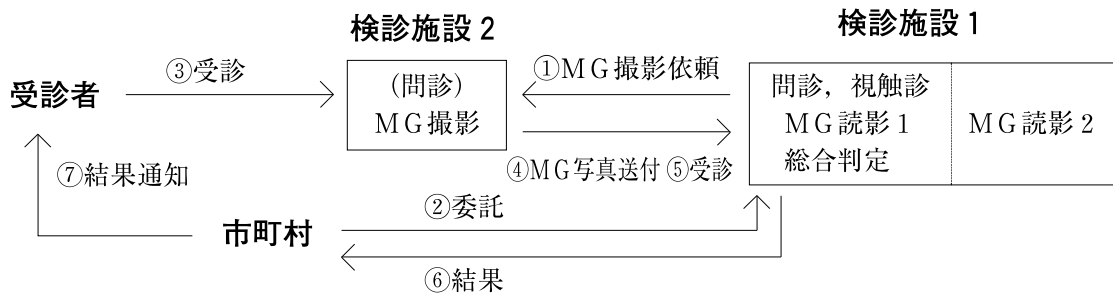 検診施設2
検診施設1
受診者
③受診
(問診)
MG撮影
①MG撮影依頼
問診，視触診
MG読影1
総合判定
MG読影2
④MG写真送付 ⑤受診
⑦結果通知
②委託
市町村
⑥結果